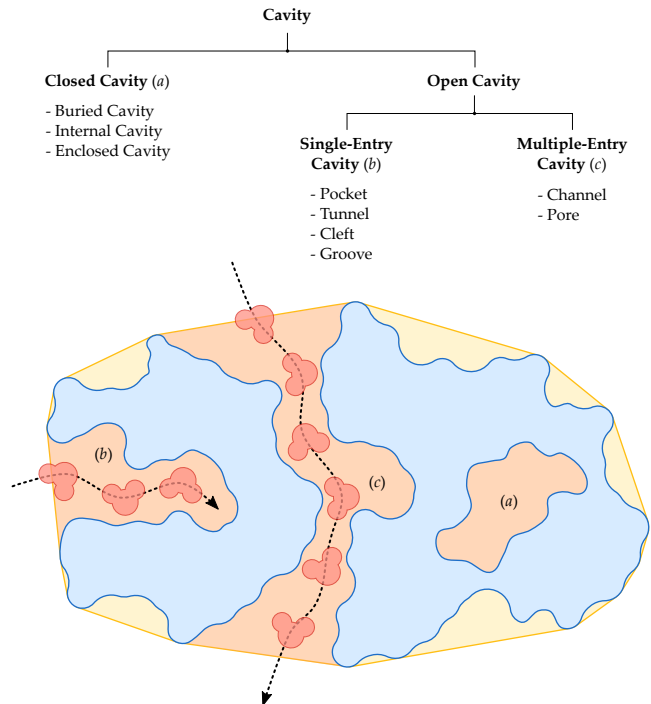 Cavity
Closed Cavity (a)
- Buried Cavity
- Internal Cavity
- Enclosed Cavity
Open Cavity
Single-Entry
Cavity (b)
- Pocket
- Tunnel
- Cleft
- Groove
Multiple-Entry
Cavity (c)
- Channel
- Pore
(b)
(c)
(a)